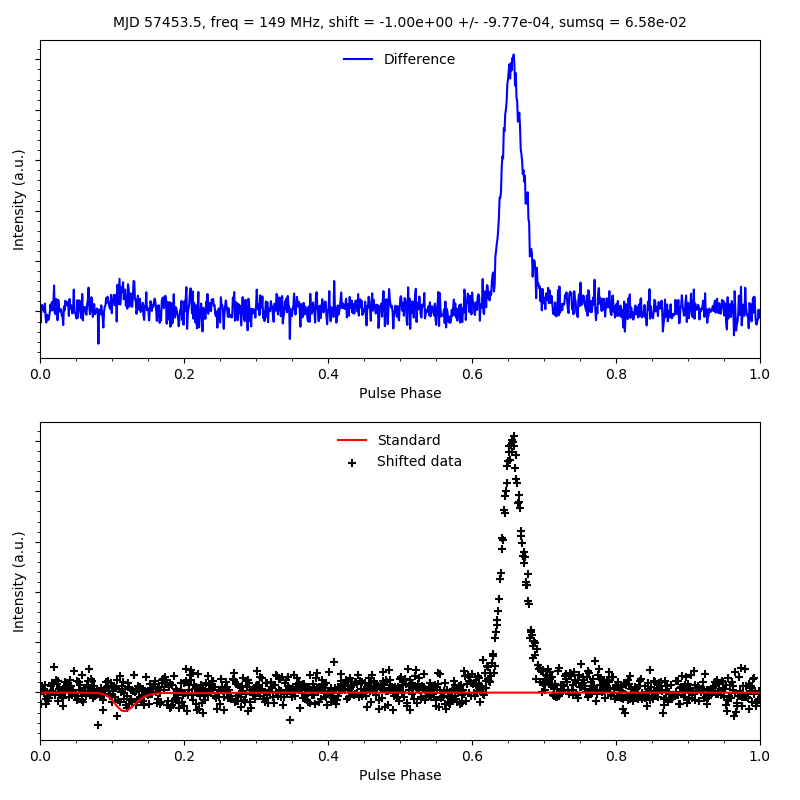 MJD 57453.5, freq = 149 MHz, shift = -1.00e+00 +/- -9.77e-04, sumsq = 6.58e-02
Difference
Intensity (a.u.)
0.0 0.2 0.4 0.6 0.8 1.0
Pulse Phase
Standard
Shifted data
Intensity (a.u.)
0.0 0.2 0.4 0.6 0.8 1.0
Pulse Phase